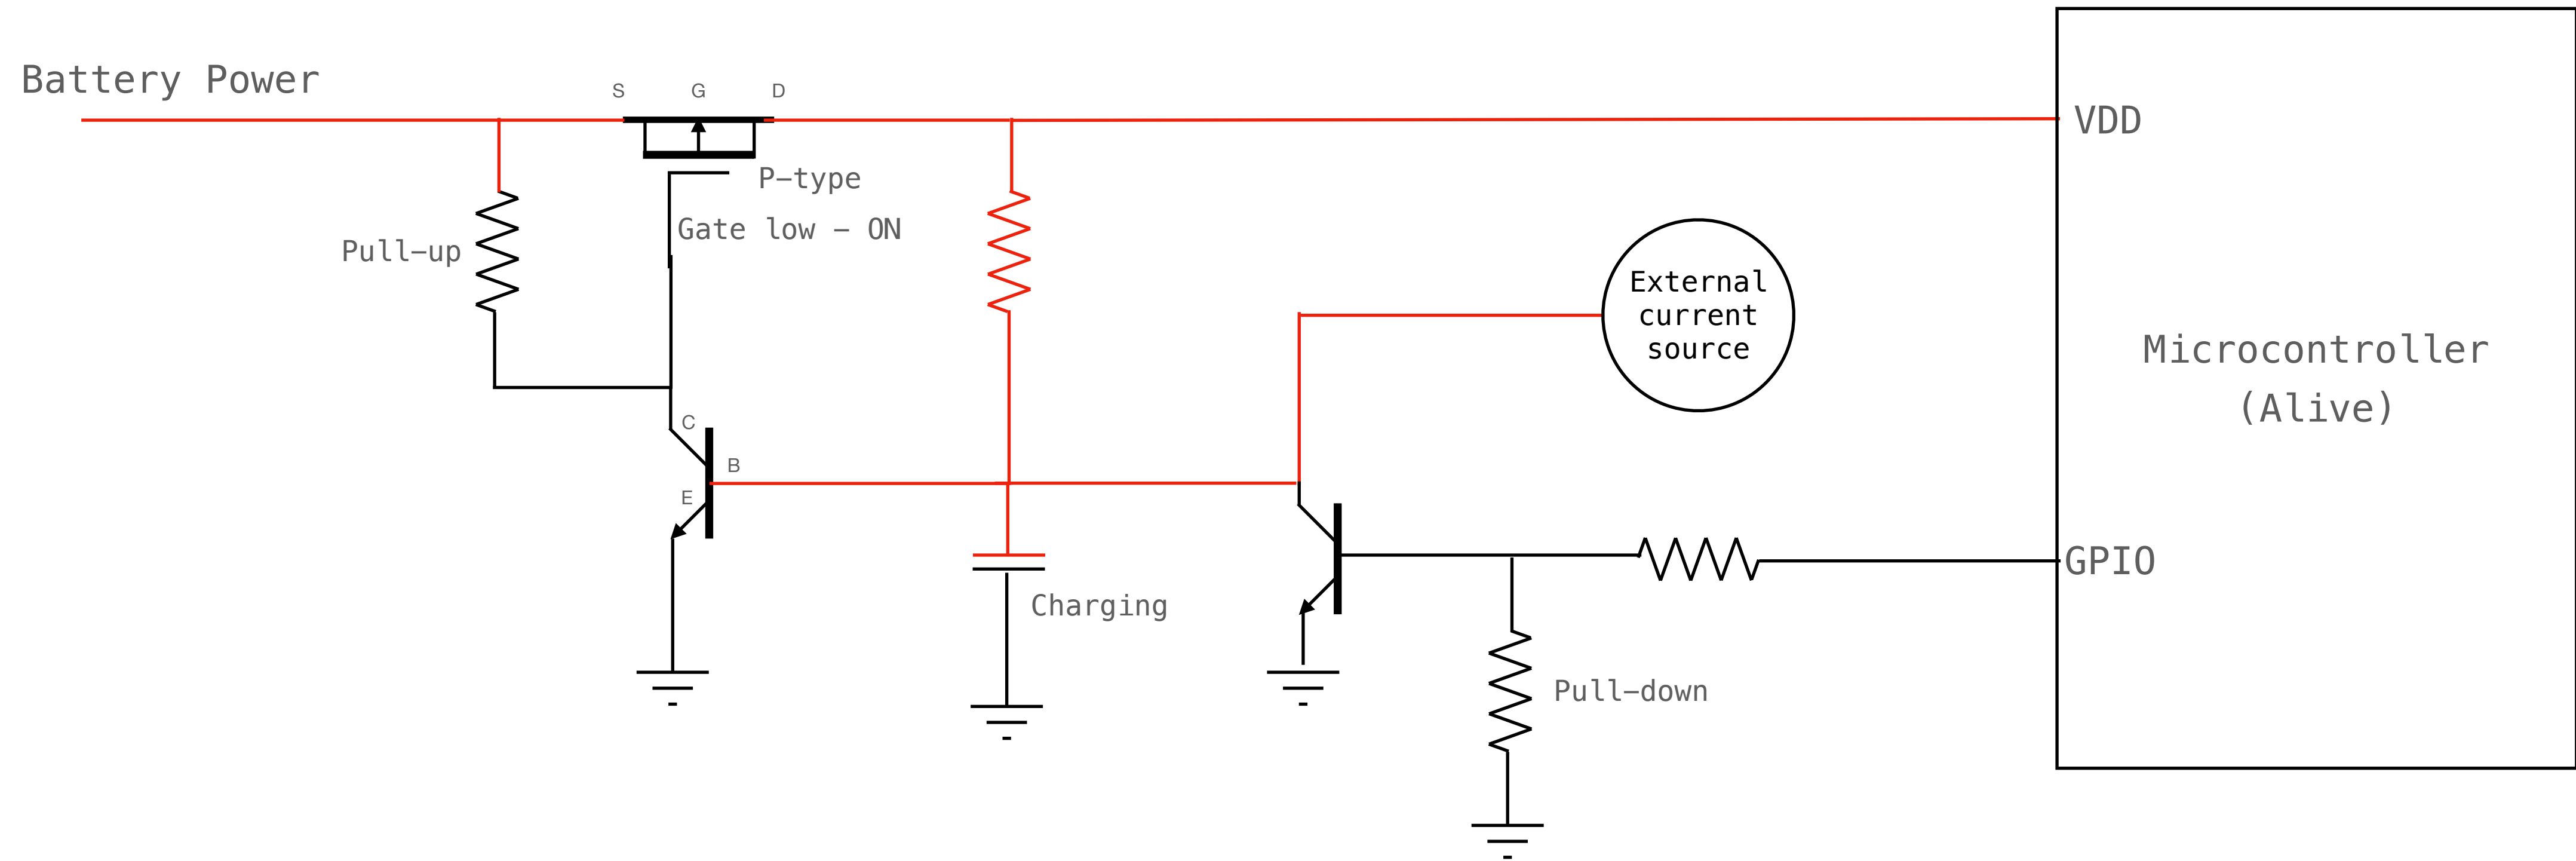 Battery Power
S
G
D
VDD
P-type
Gate low - ON
Pull-up
External
current
source
Microcontroller
(Alive)
C
B
E
GPIO
Charging
Pull-down